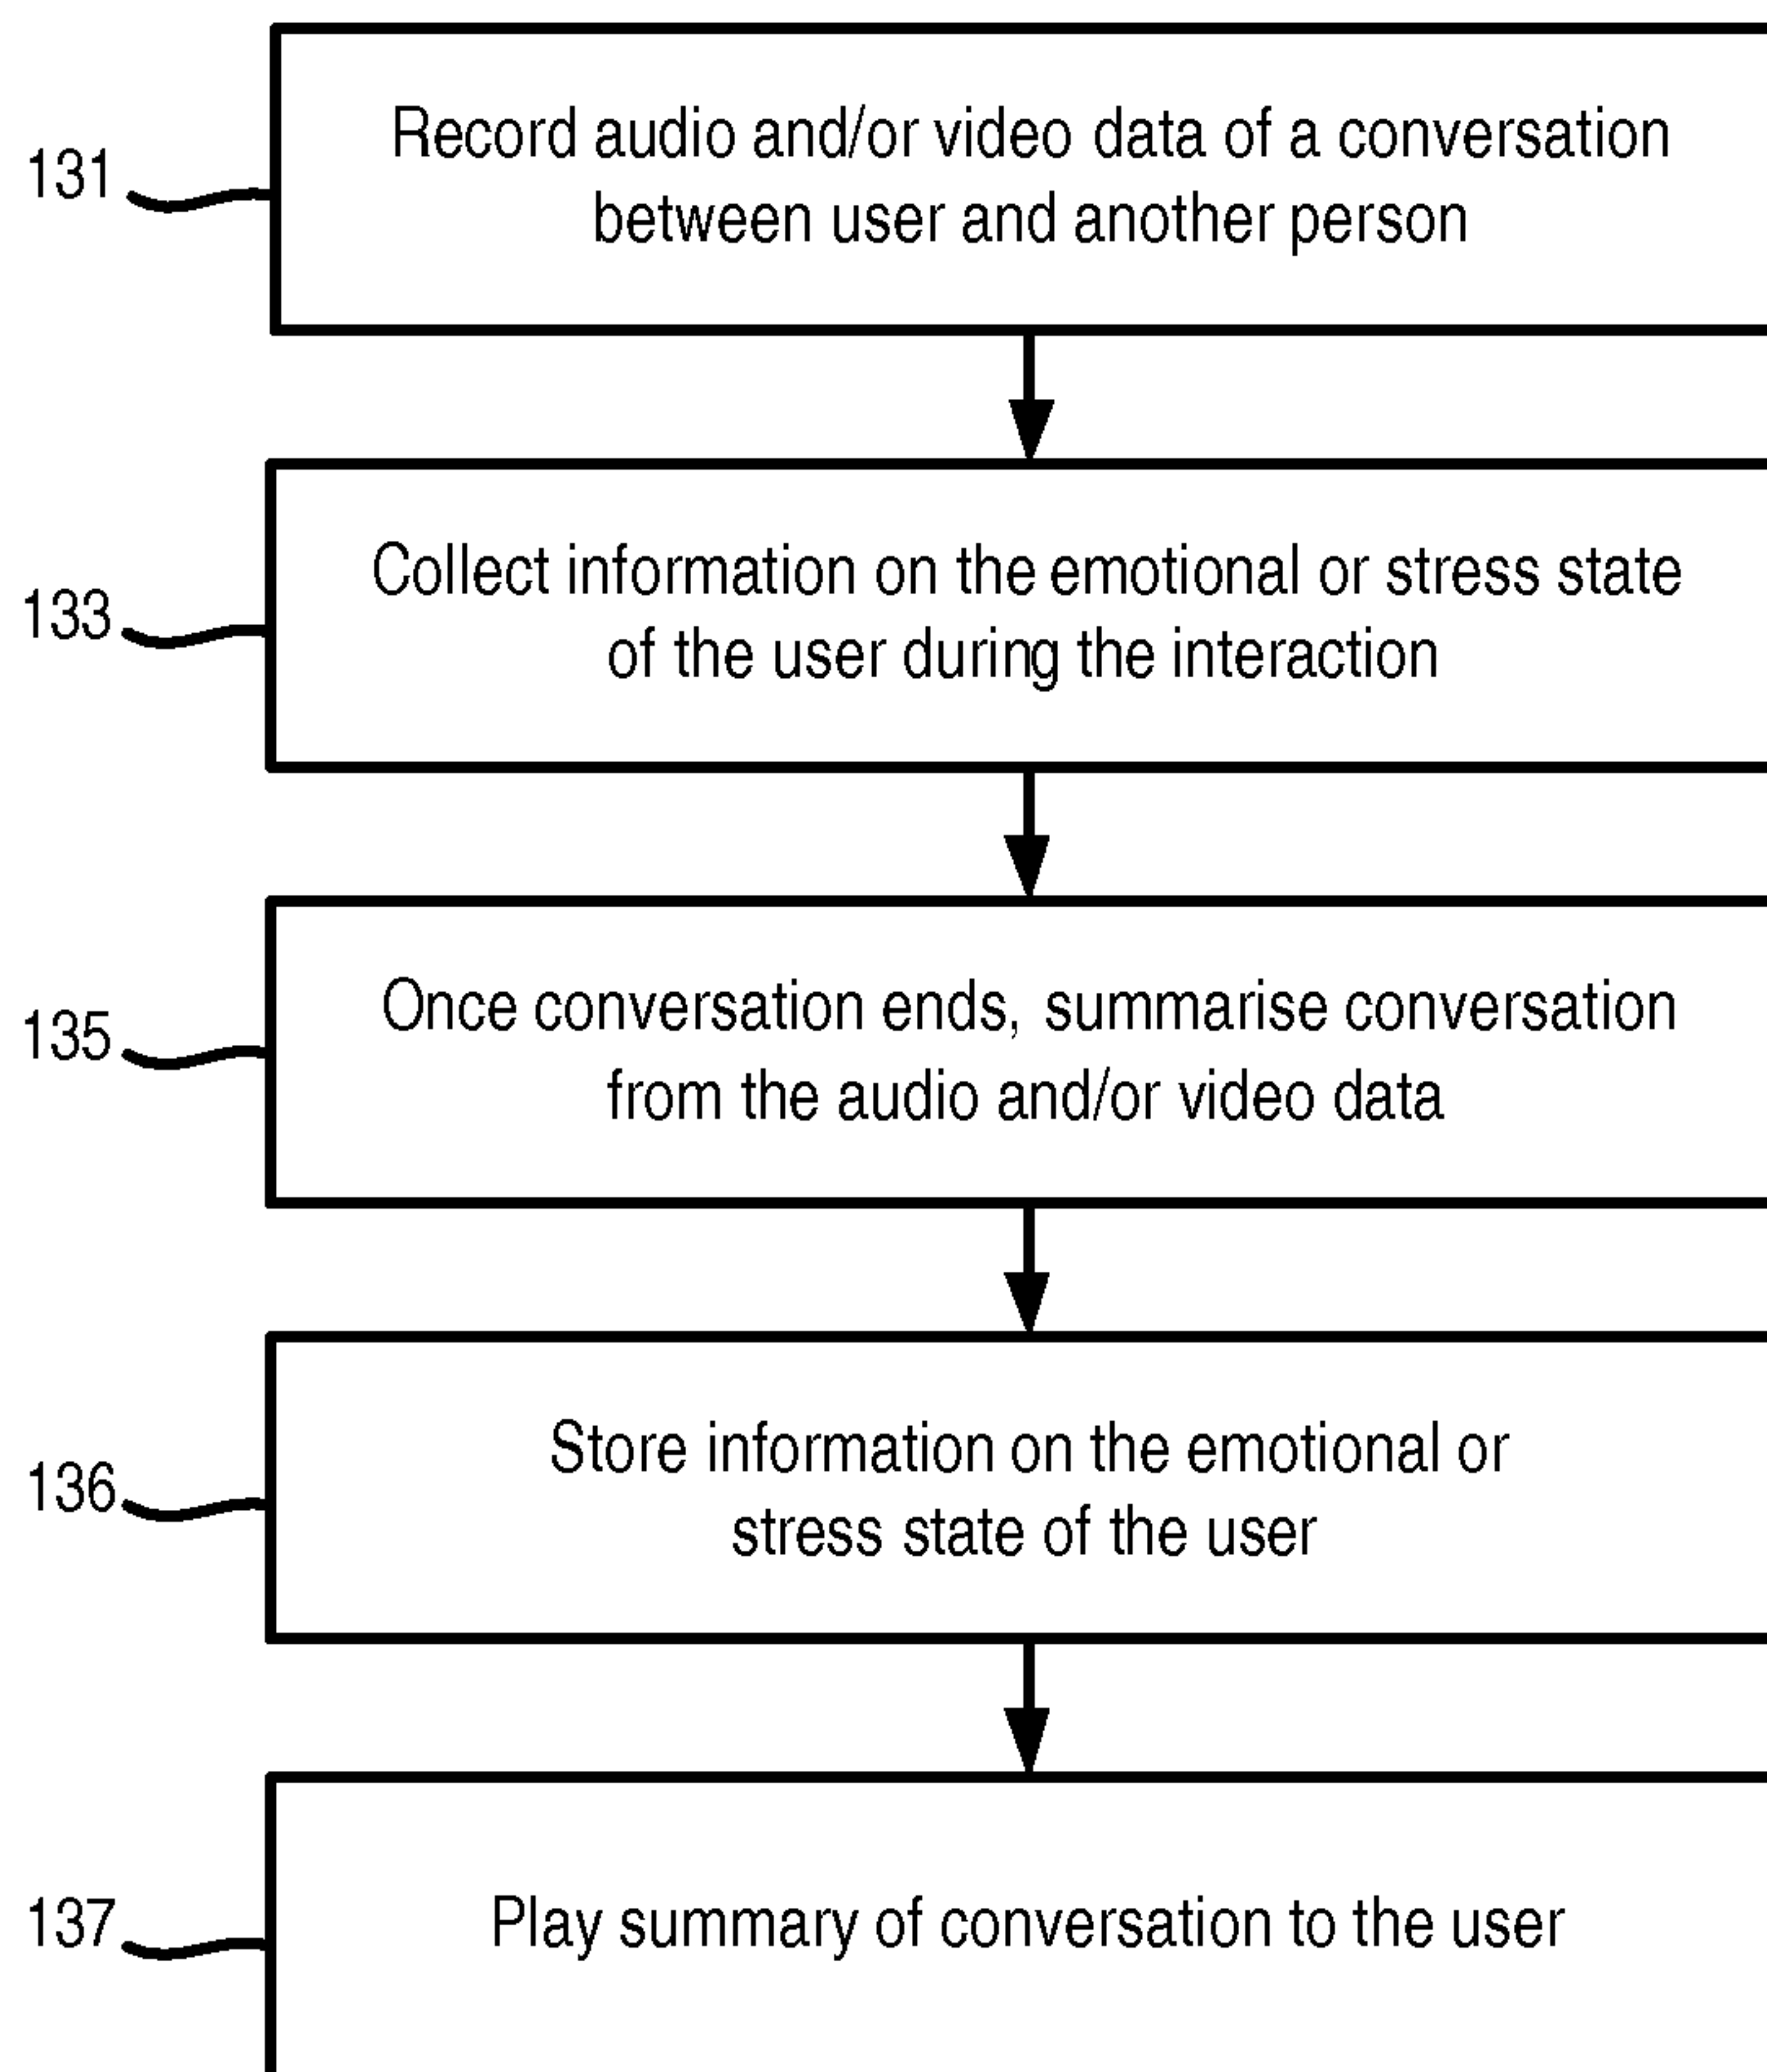 Record audio and/or video data of a conversation
131
between user and another person
Collect information on the emotional or stress state
133
of the user during the interaction
Once conversation ends, summarise conversation
135
from the audio and/or video data
Store information on the emotional or
136
stress state of the user
137
Play summary of conversation to the user